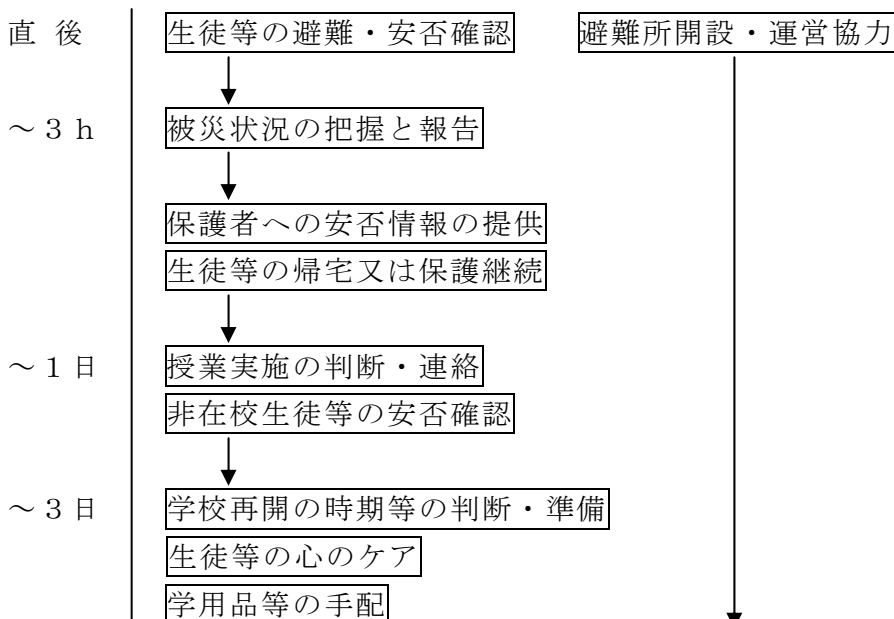 直 後 生徒等の避難・安否確認 避難所開設・運営協力
～3h 被災状況の把握と報告
保護者への安否情報の提供
生徒等の帰宅又は保護継続
～1日 授業実施の判断・連絡
非在校生徒等の安否確認
～3日 学校再開の時期等の判断・準備
生徒等の心のケア
学用品等の手配